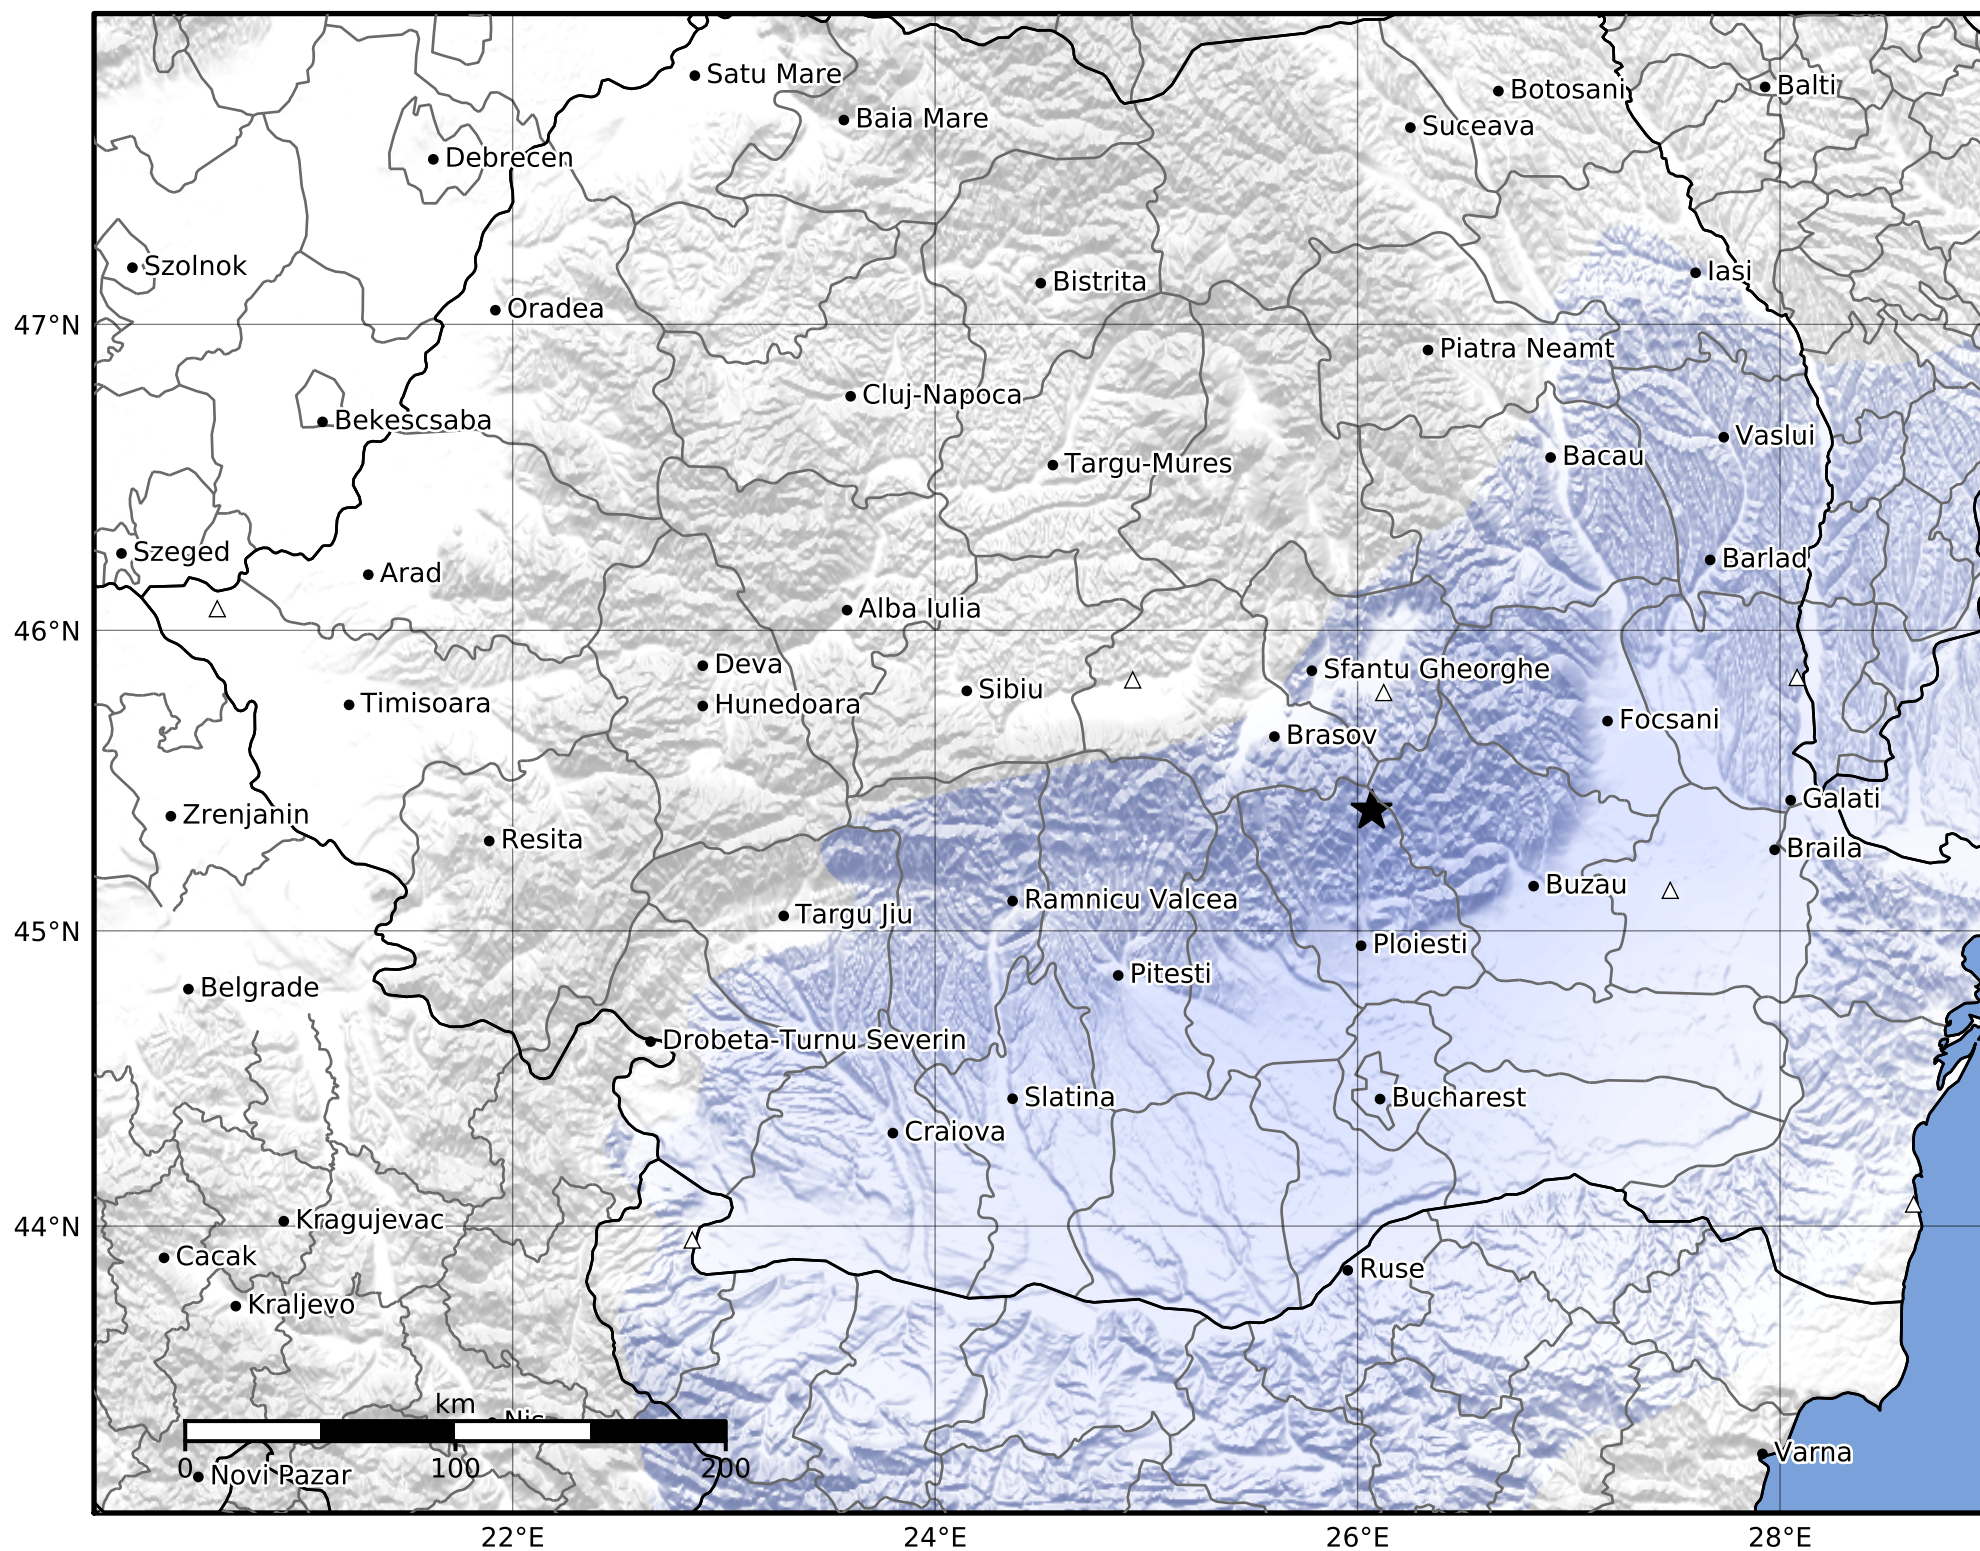 Satu Mare
Botosani
Balti
Baia Mare
Suceava
Debrecen
Szolnok
Iasi
Bistrita
Oradea
47°N
Piatra Neamt
Cluj-Napoca
Bekescsaba
Vaslui
Bacau
Targu-Mures
Szeged
Barlad
Arad
Alba Iulia
46°N
Deva
Sfantu Gheorghe
Sibiu
Timisoara
Hunedoara
Focsani
Brasov
Galati
Zrenjanin
Resita
Braila
Buzau
Ramnicu Valcea
Targu Jiu
45°N
Ploiesti
Pitesti
Belgrade
Drobeta-Turnu Severin
Slatina
Bucharest
Craiova
Kragujevac
44°N
Cacak
Ruse
Kraljevo
km
Nis
Varna
0
100
200
Novi Pazar
22°E
24°E
26°E
28°E